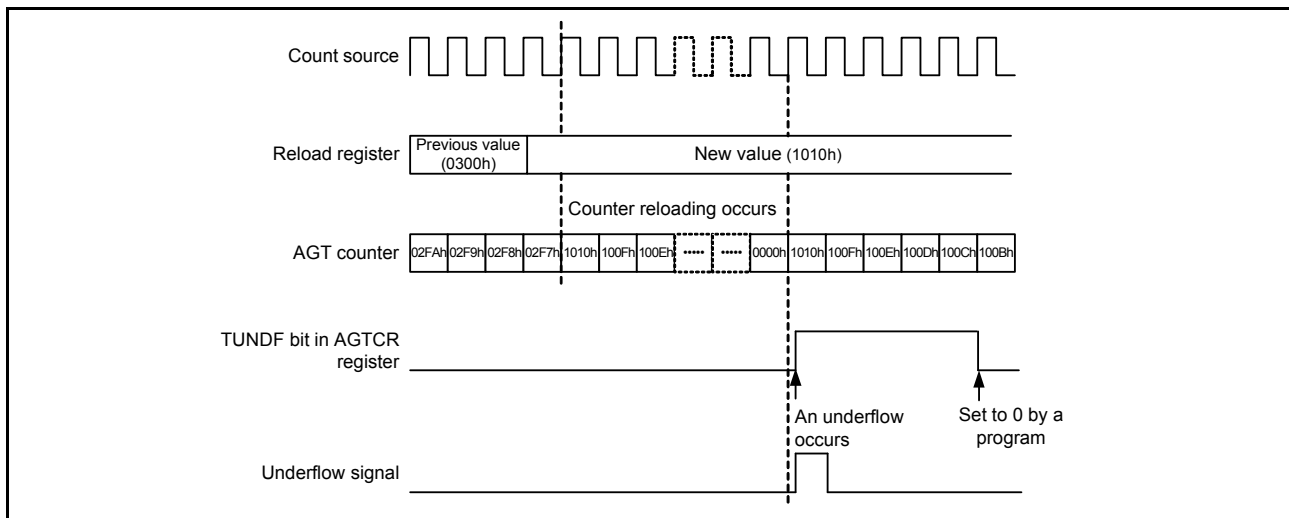 Count source
Reload register
Previous value
(0300h)
New value (1010h)
Counter reloading occurs
AGT counter
02FAh 02F9h 02F8h 02F7h 1010h 100Fh 100Eh ····· ····· 0000h 1010h 100Fh 100Eh 100Dh 100Ch 100Bh
TUNDF bit in AGTCR
register
An underflow
occurs
Set to 0 by a
program
Underflow signal